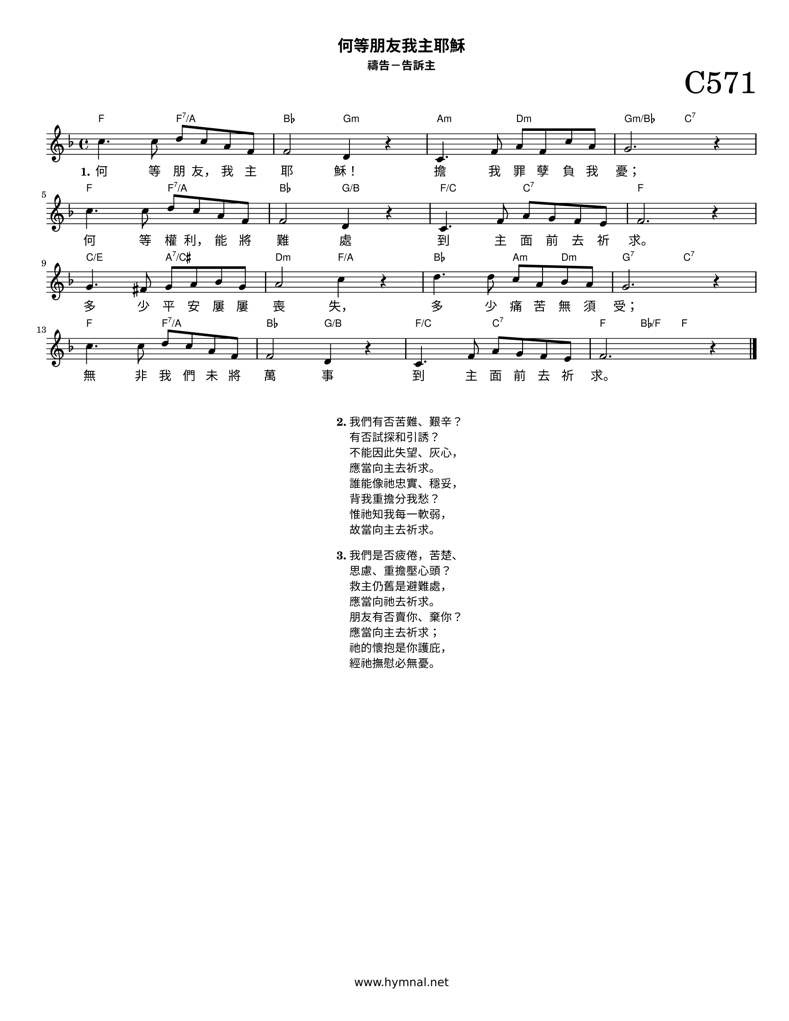 何等朋友我主耶穌
禱告－告訴主
C571
F F7/A B♭ Gm Am Dm Gm/B♭ C7
1. 何 等 朋 友， 我 主 耶 穌！ 擔 我 罪 孽 負 我 憂；
5 F F7/A B♭ G/B F/C C7 F
何 等 權 利， 能 將 難 處 到 主 面 前 去 祈 求。
9 C/E A7/C# Dm F/A B♭ Am Dm G7 C7
多 少 平 安 屢 屢 喪 失， 多 少 痛 苦 無 須 受；
13 F F7/A B♭ G/B F/C C7 F B♭/F F
無 非 我 們 未 將 萬 事 到 主 面 前 去 祈 求。
2. 我們有否苦難、艱辛？
有否試探和引誘？
不能因此失望、灰心，
應當向主去祈求。
誰能像祂忠實、穩妥，
背我重擔分我愁？
惟祂知我每一軟弱，
故當向主去祈求。
3. 我們是否疲倦，苦楚、
思慮、重擔壓心頭？
救主仍舊是避難處，
應當向祂去祈求。
朋友有否賣你、棄你？
應當向主去祈求；
祂的懷抱是你護庇，
經祂撫慰必無憂。
www.hymnal.net